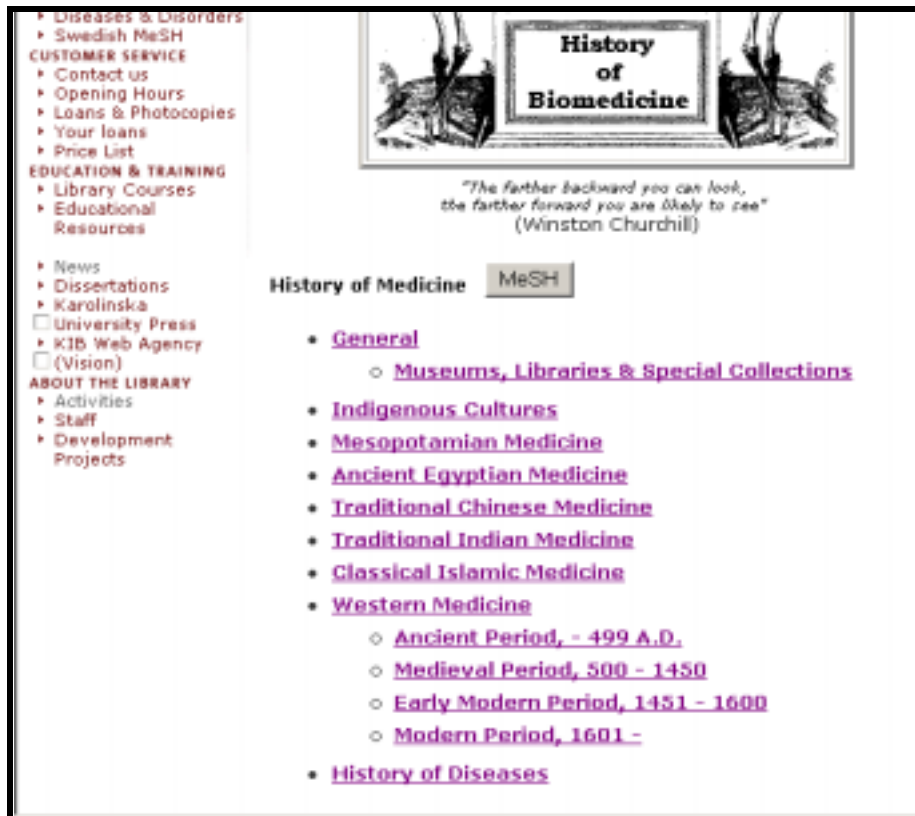 Diseases & Disorders
Swedish MeSH
CUSTOMER SERVICE
Contact us
Opening Hours
Loans & Photocopies
Your loans
Price List
EDUCATION & TRAINING
Library Courses
Educational
Resources
News
Dissertations
Karolinska
University Press
KIB Web Agency
(Vision)
ABOUT THE LIBRARY
Activities
Staff
Development
Projects
History
of
Biomedicine
"The farther backward you can look,
the farther forward you are likely to see"
(Winston Churchill)
History of Medicine MeSH
General
Museums, Libraries & Special Collections
Indigenous Cultures
Mesopotamian Medicine
Ancient Egyptian Medicine
Traditional Chinese Medicine
Traditional Indian Medicine
Classical Islamic Medicine
Western Medicine
Ancient Period, - 499 A.D.
Medieval Period, 500 - 1450
Early Modern Period, 1451 - 1600
Modern Period, 1601 -
History of Diseases